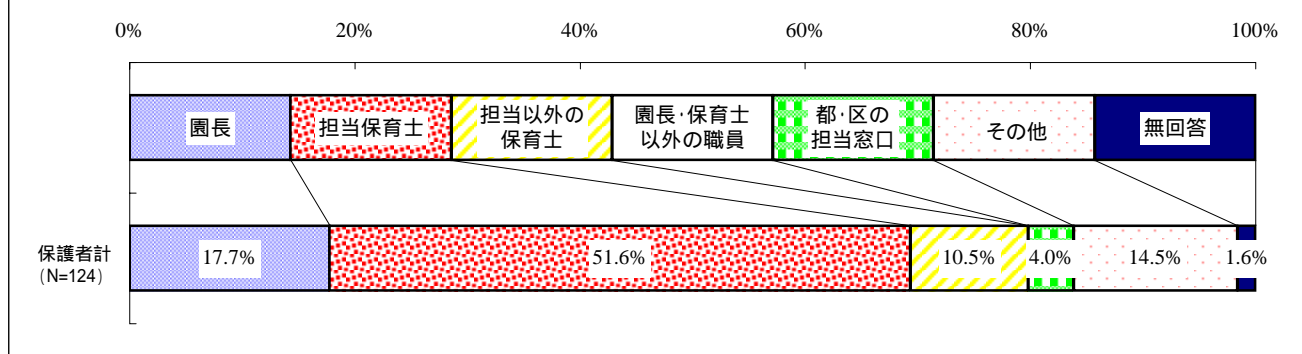 0% 20% 40% 60% 80% 100%
園長
担当保育士
担当以外の
保育士
園長･保育士
以外の職員
都･区の
担当窓口
その他
無回答
保護者計
(N=124)
17.7% 51.6% 10.5% 4.0% 14.5% 1.6%